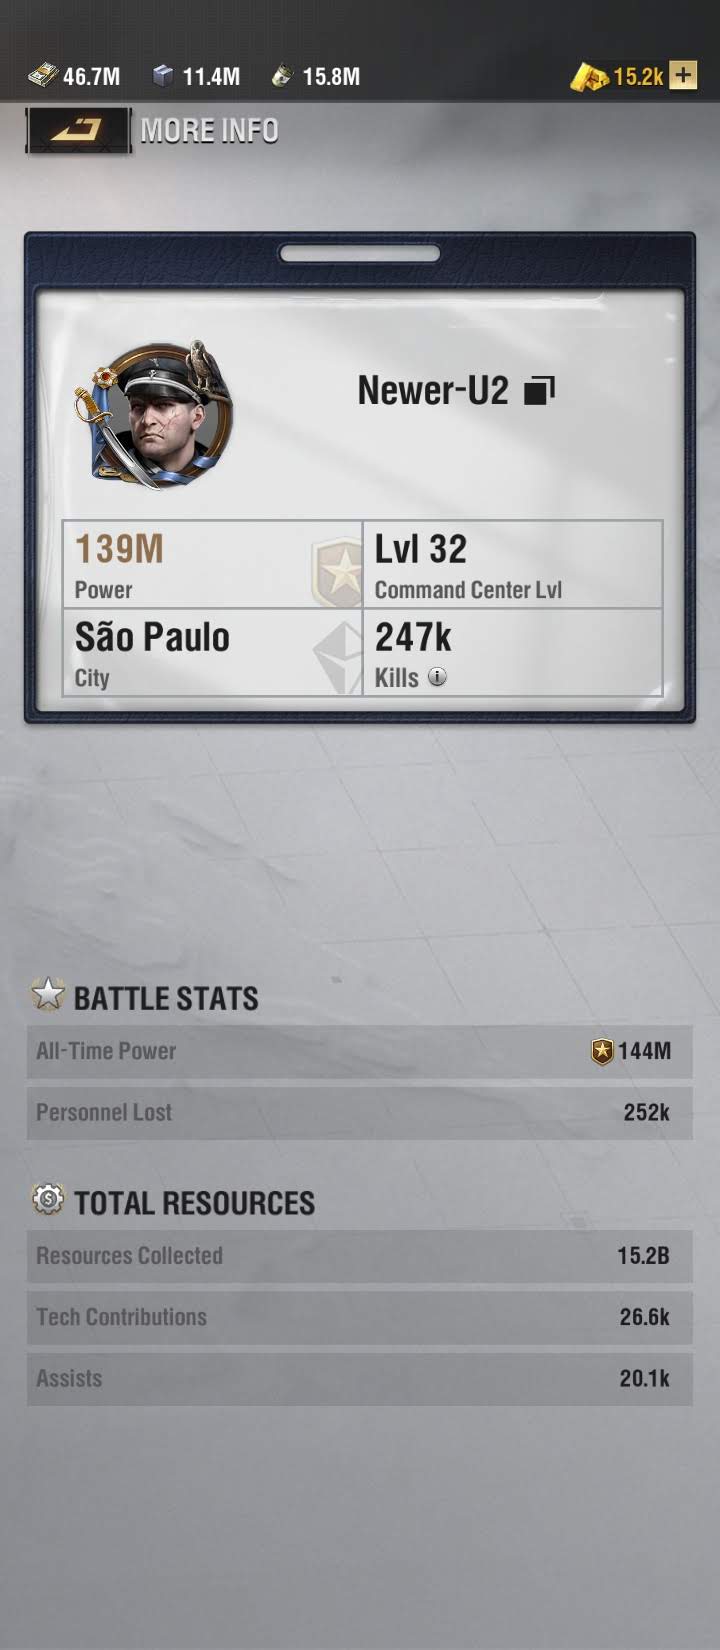 46.7M 11.4M 15.8M 15.2k +
MORE INFO
Newer-U2
139M
Power
Lvl 32
Command Center Lvl
São Paulo
City
247k
Kills i
BATTLE STATS
All-Time Power 144M
Personnel Lost 252k
TOTAL RESOURCES
Resources Collected 15.2B
Tech Contributions 26.6k
Assists 20.1k